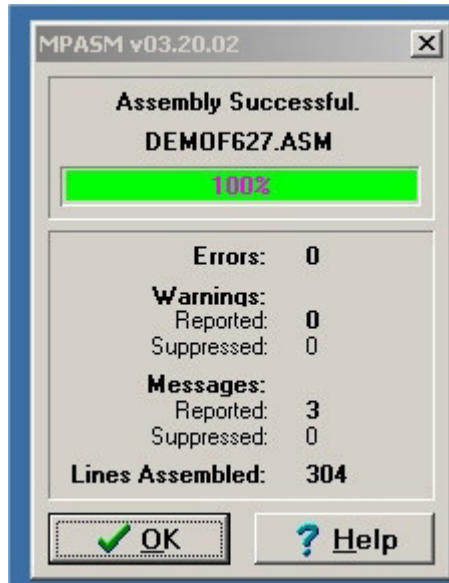 MPASM v03.20.02
Assembly Successful.
DEMOF627.ASM
100%
Errors: 0
Warnings:
Reported: 0
Suppressed: 0
Messages:
Reported: 3
Suppressed: 0
Lines Assembled: 304
OK
? Help